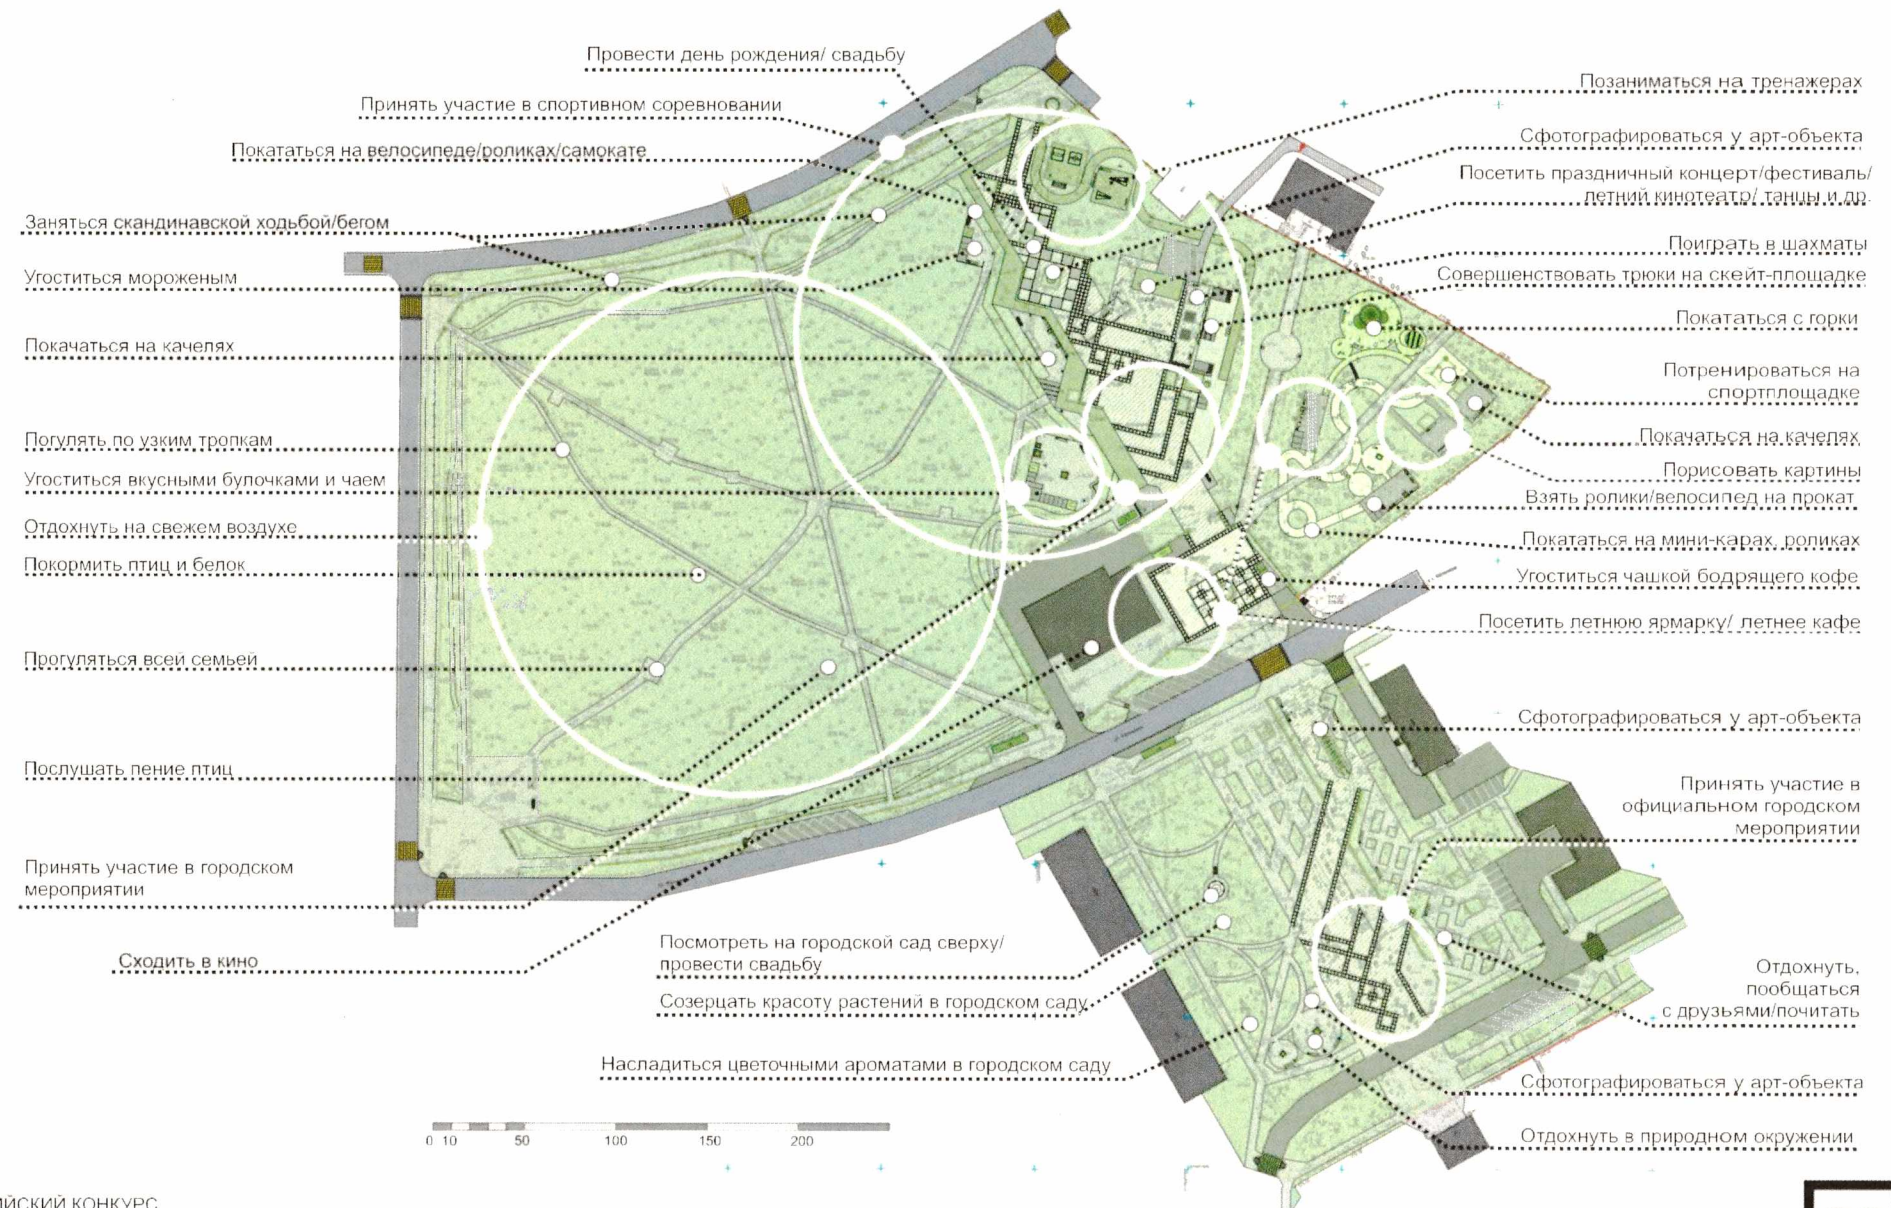 Провести день рождения/ свадьбу
Принять участие в спортивном соревновании
Покататься на велосипеде/роликах/самокате
Заняться скандинавской ходьбой/бегом
Угоститься мороженым
Покачаться на качелях
Погулять по узким тропкам
Угоститься вкусными булочками и чаем
Отдохнуть на свежем воздухе
Покормить птиц и белок
Прогуляться всей семьей
Послушать пение птиц
Принять участие в городском
мероприятии
Сходить в кино
Посмотреть на городской сад сверху/
провести свадьбу
Созерцать красоту растений в городском саду
Насладиться цветочными ароматами в городском саду
Позаниматься на тренажерах
Сфотографироваться у арт-объекта
Посетить праздничный концерт/фестиваль/
летний кинотеатр/ танцы и др.
Поиграть в шахматы
Совершенствовать трюки на скейт-площадке
Покататься с горки
Потренироваться на
спортплощадке
Покачаться на качелях
Порисовать картины
Взять ролики/велосипед на прокат
Покататься на мини-карах, роликах
Угоститься чашкой бодрящего кофе
Посетить летнюю ярмарку/ летнее кафе
Сфотографироваться у арт-объекта
Принять участие в
официальном городском
мероприятии
Отдохнуть,
пообщаться
с друзьями/почитать
Сфотографироваться у арт-объекта
Отдохнуть в природном окружении
0 10 50 100 150 200
ИЙСКИЙ КОНКУРС